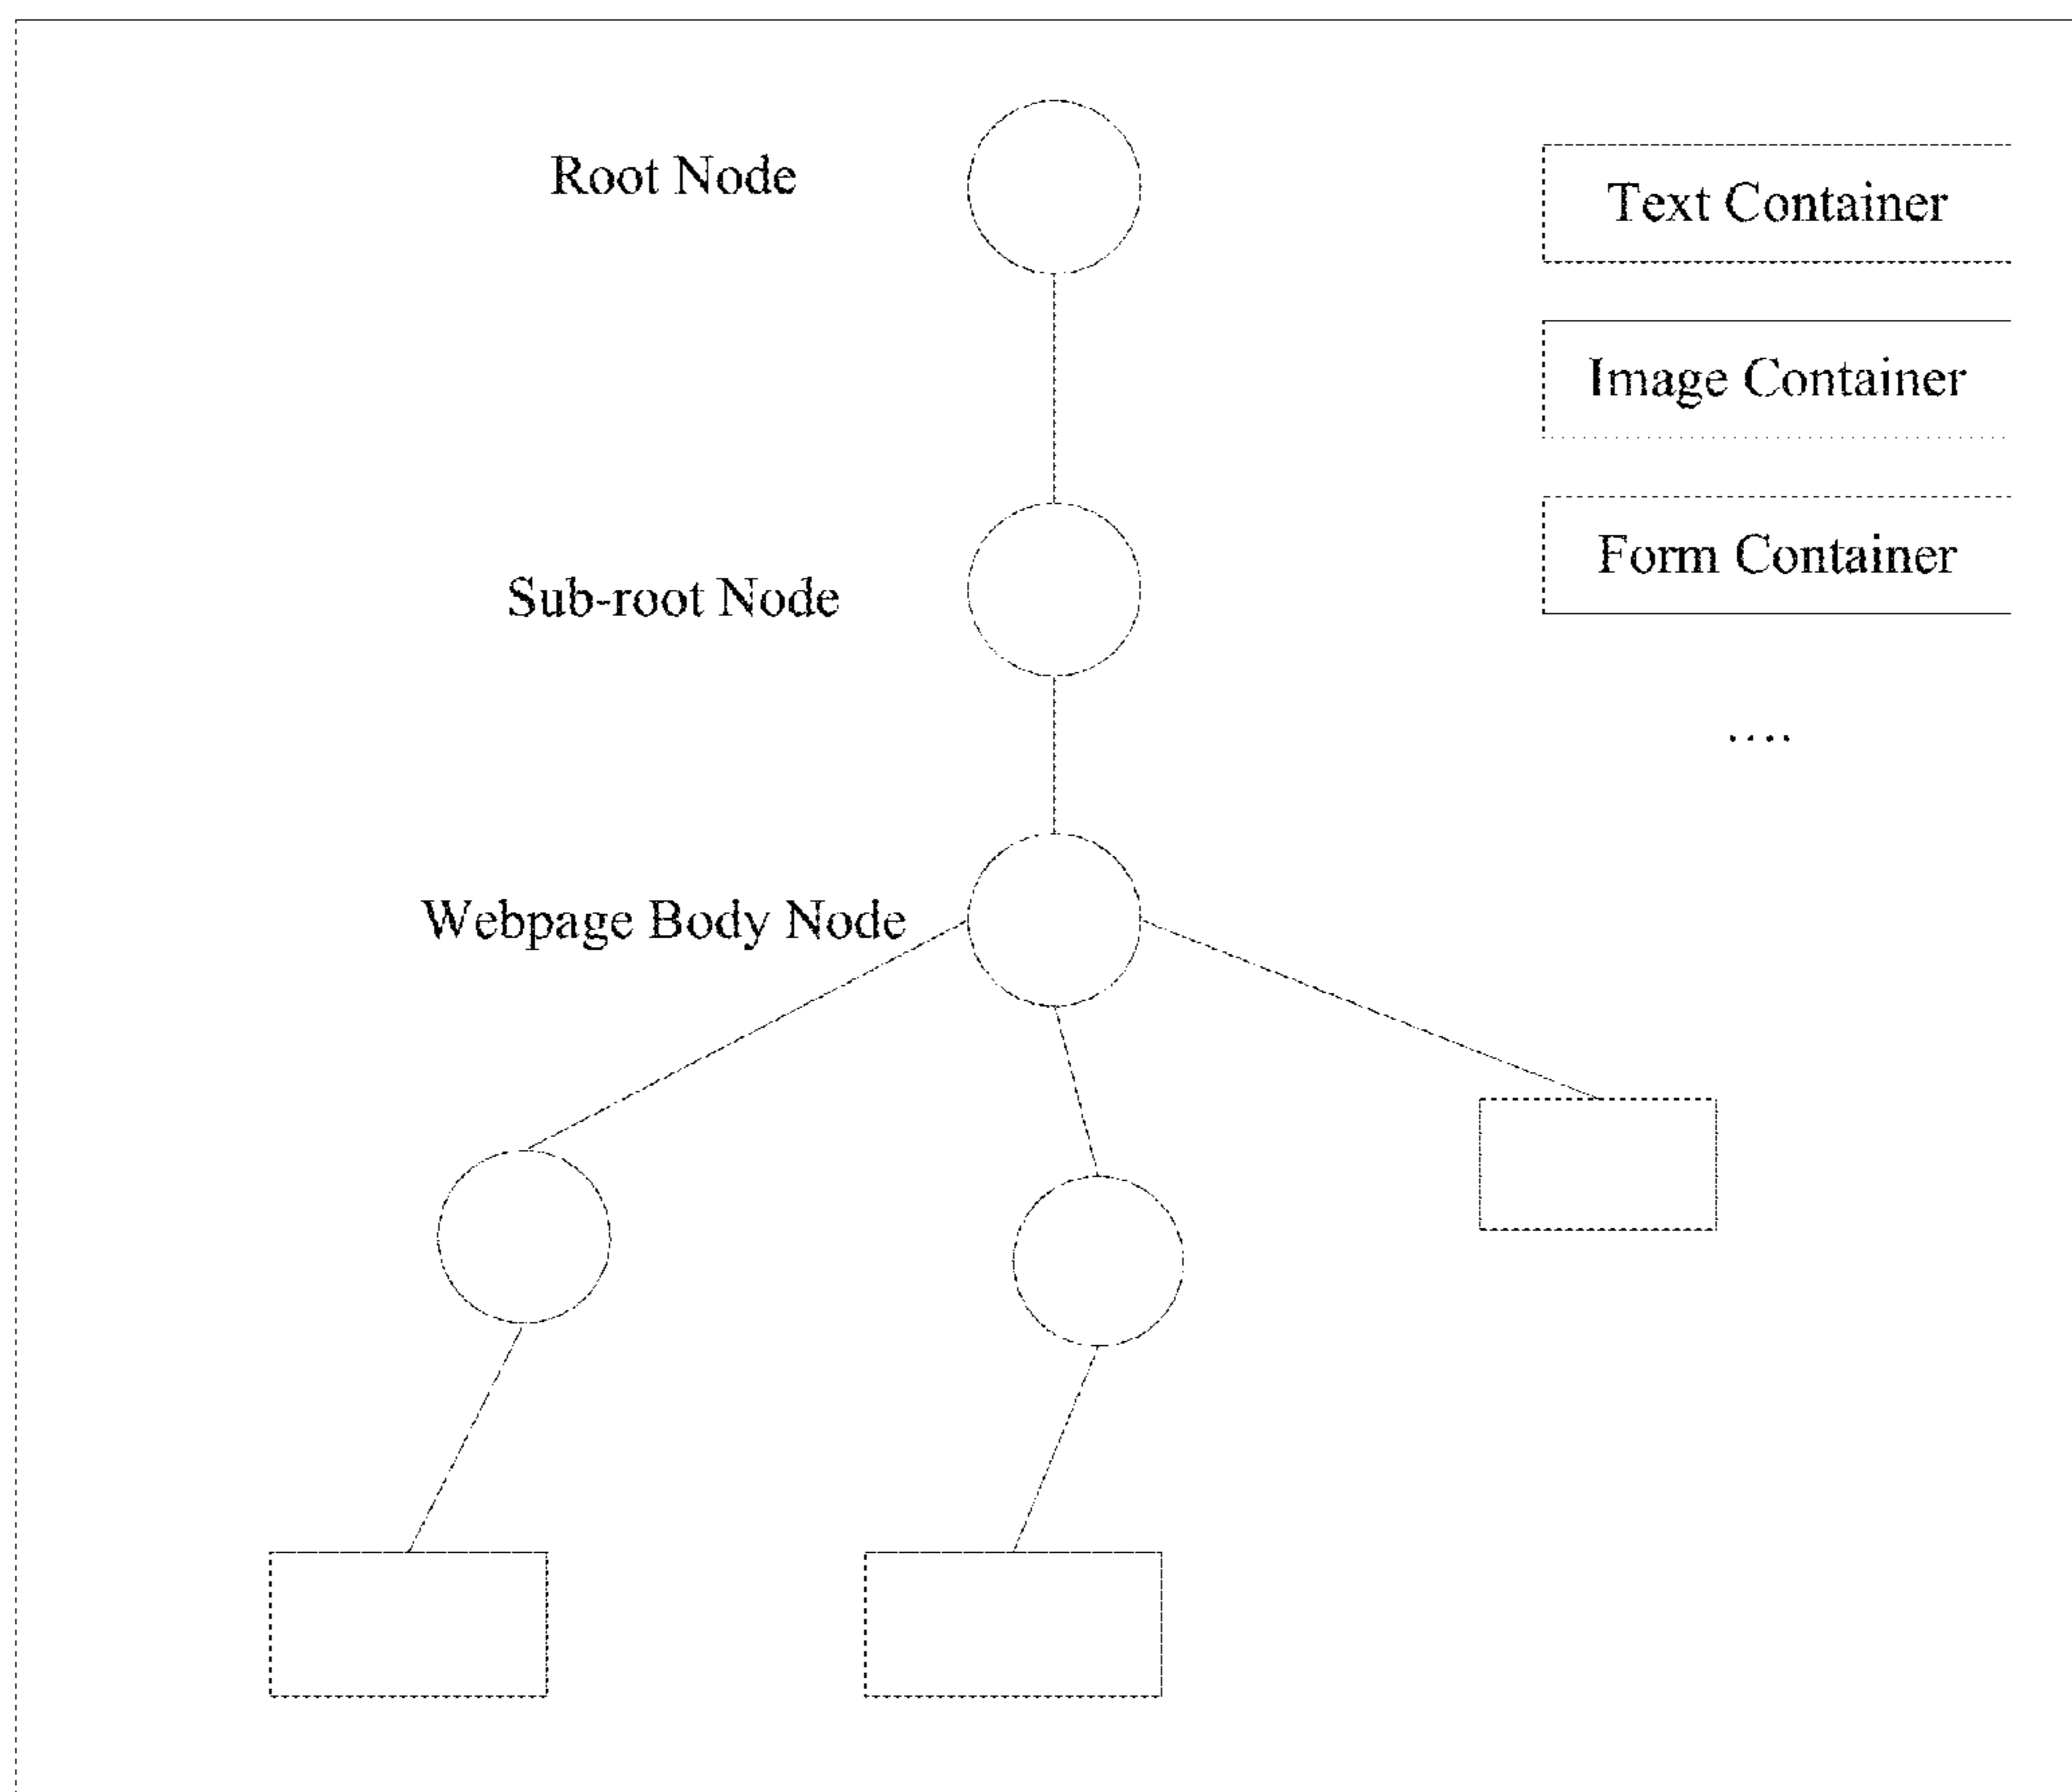 Root Node
Text Container
Image Container
Form Container
Sub-root Node
....
Webpage Body Node